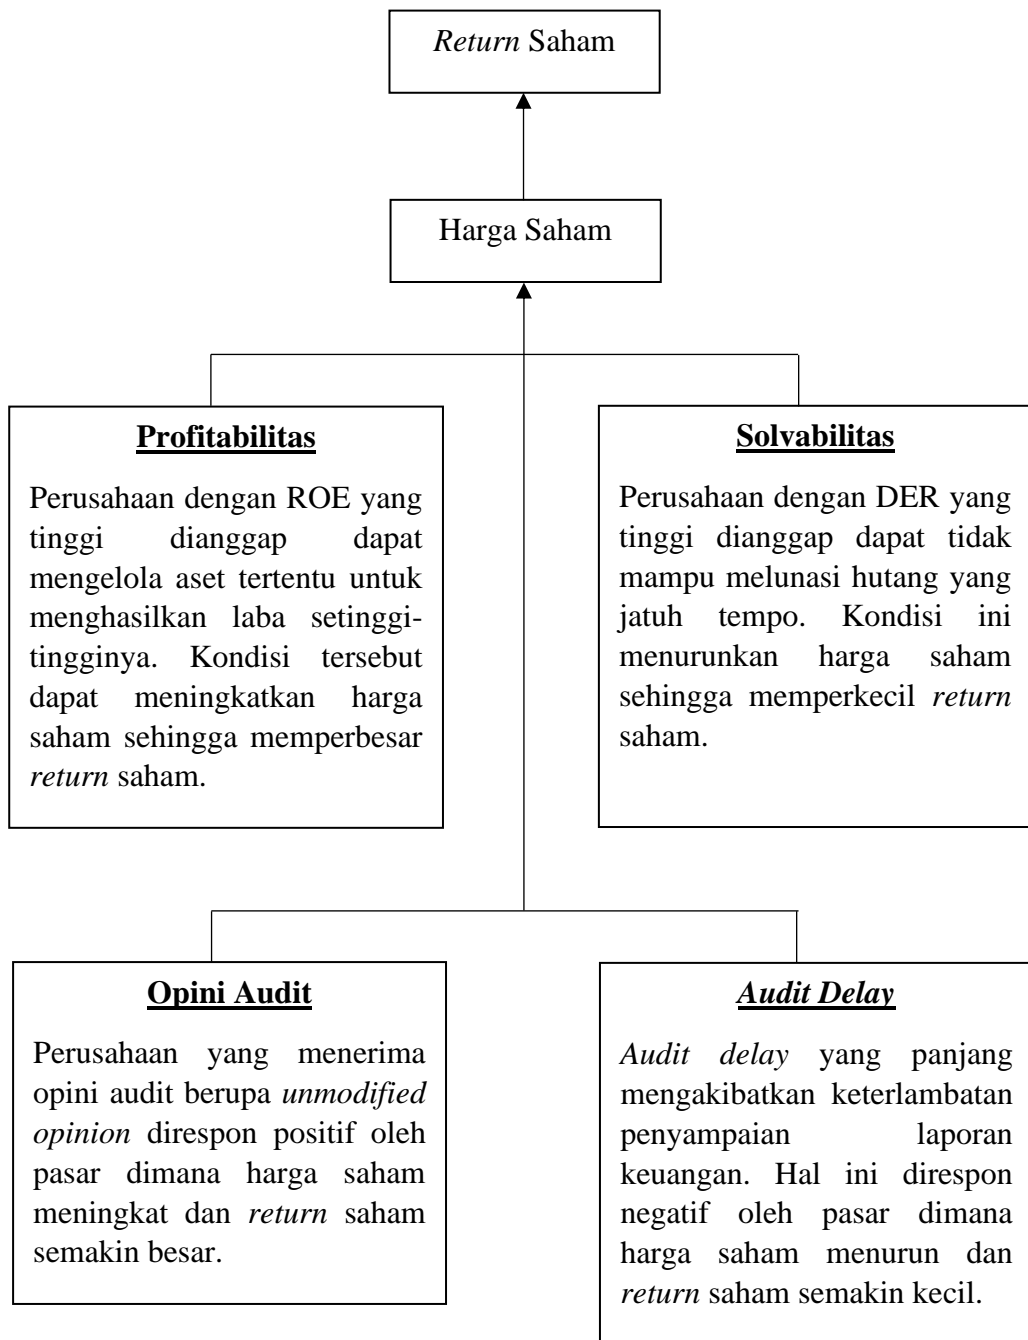 Return Saham
Harga Saham
Profitabilitas
Perusahaan dengan ROE yang
tinggi dianggap dapat
mengelola aset tertentu untuk
menghasilkan laba setinggi-
tingginya. Kondisi tersebut
dapat meningkatkan harga
saham sehingga memperbesar
return saham.
Solvabilitas
Perusahaan dengan DER yang
tinggi dianggap dapat tidak
mampu melunasi hutang yang
jatuh tempo. Kondisi ini
menurunkan harga saham
sehingga memperkecil return
saham.
Opini Audit
Perusahaan yang menerima
opini audit berupa unmodified
opinion direspon positif oleh
pasar dimana harga saham
meningkat dan return saham
semakin besar.
Audit Delay
Audit delay yang panjang
mengakibatkan keterlambatan
penyampaian laporan
keuangan. Hal ini direspon
negatif oleh pasar dimana
harga saham menurun dan
return saham semakin kecil.